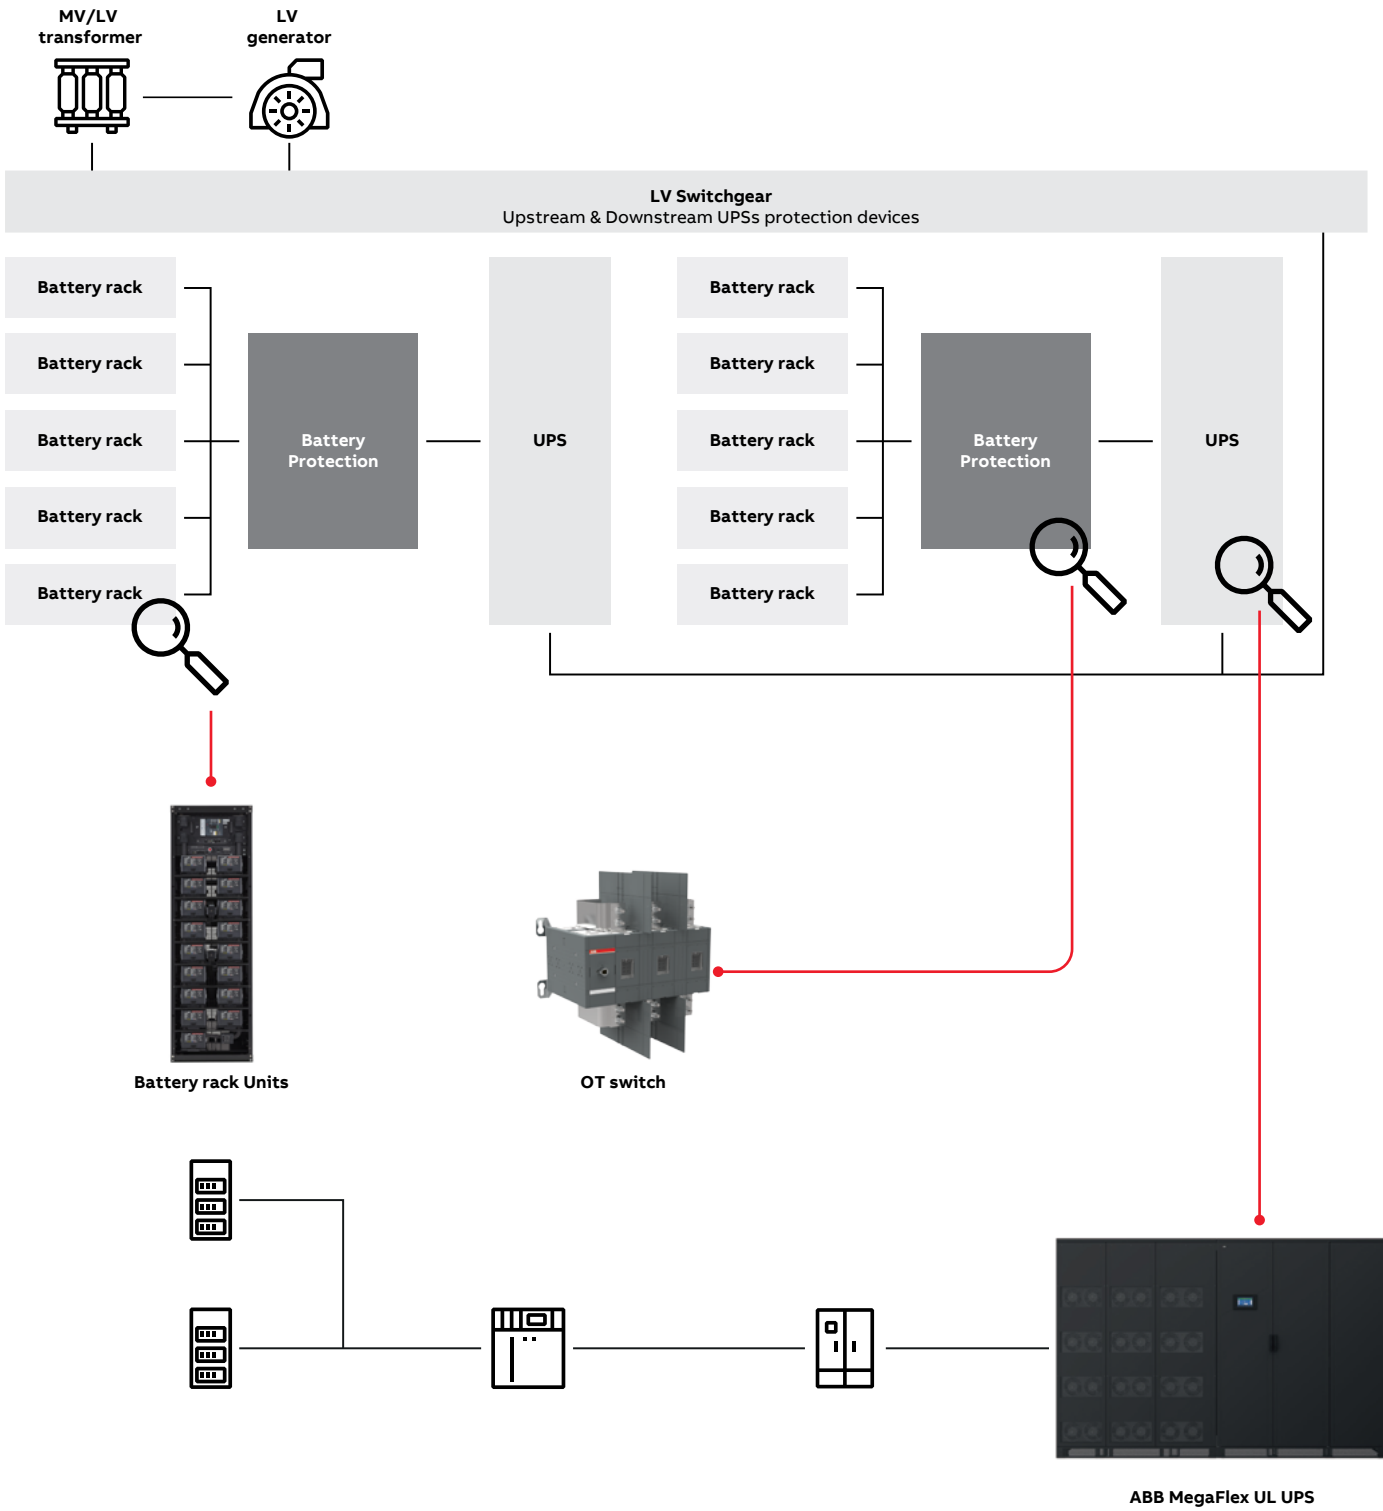 MV/LV
transformer
LV
generator
LV Switchgear
Upstream & Downstream UPSs protection devices
Battery rack
Battery rack
Battery rack
Battery rack
Battery rack
Battery
Protection
UPS
Battery rack
Battery rack
Battery rack
Battery rack
Battery rack
Battery
Protection
UPS
Battery rack Units
OT switch
ABB MegaFlex UL UPS